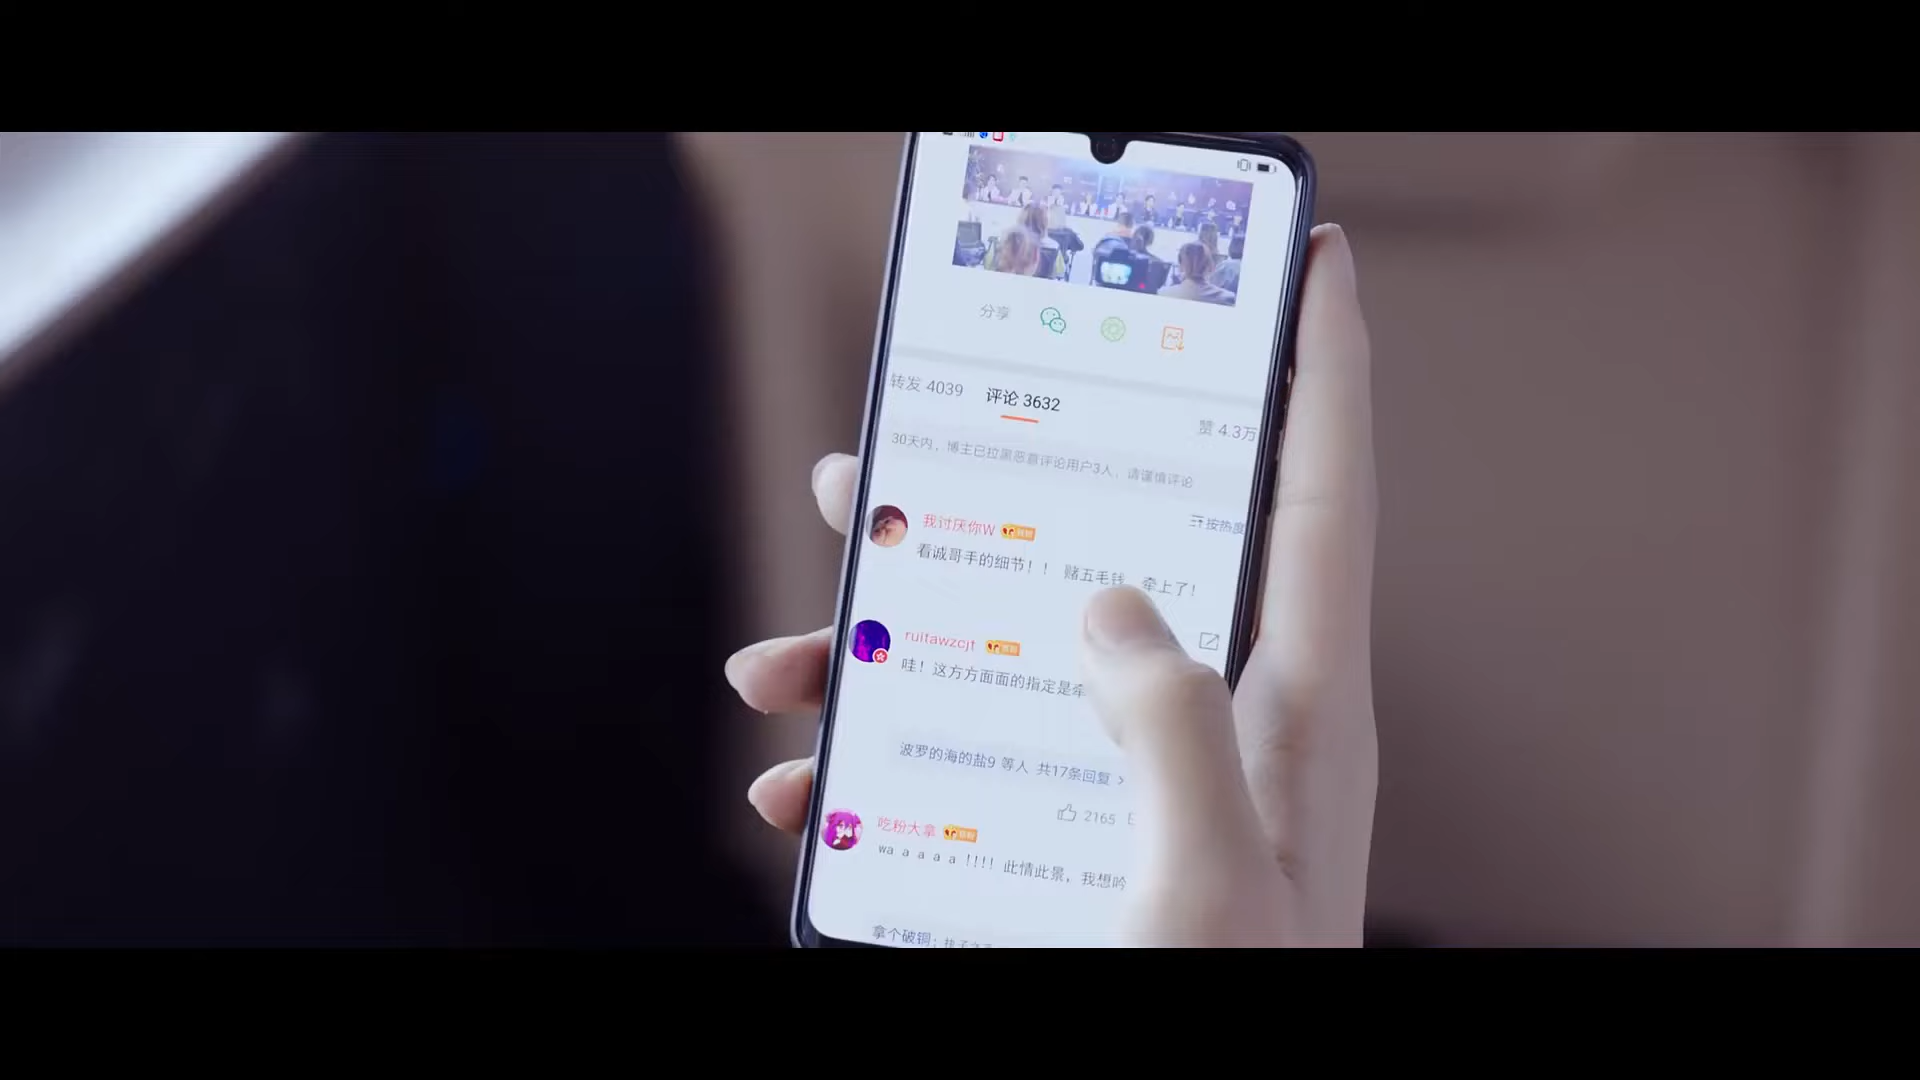 分享
转发 4039 评论 3632 赞 4.3万
30天内，博主已拉黑恶意评论用户3人，请谨慎评论
按热度
我讨厌你W
看诚哥手的细节！！ 赌五毛钱，牵上了！
ruitawzcjt
哇！这方方面面的指定是牵
波罗的海的盐9 等人 共17条回复 >
2165
吃粉大拿
wa a a a a !!!! 此情此景，我想吟
拿个破铜：